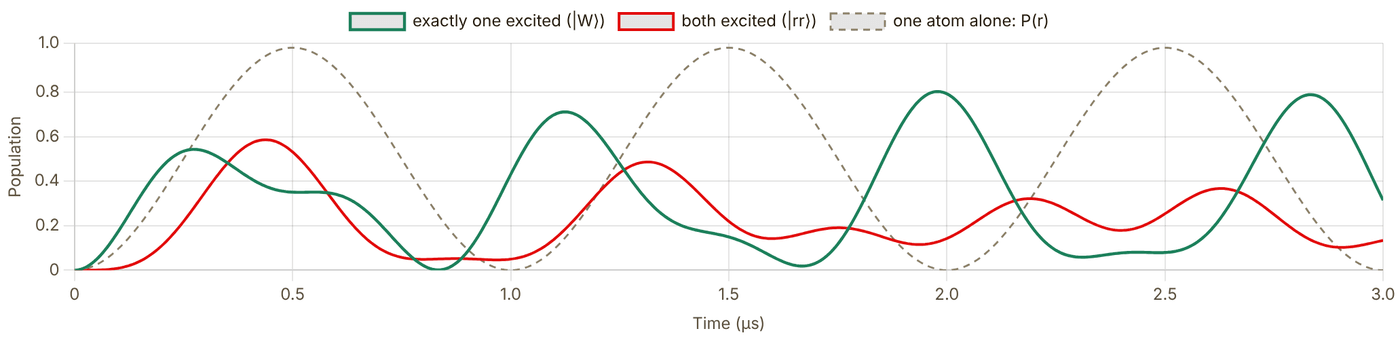 exactly one excited (|W⟩) both excited (|rr⟩) one atom alone: P(r)
1.0
0.8
0.6
0.4
0.2
0
Population
0 0.5 1.0 1.5 2.0 2.5 3.0
Time (μs)